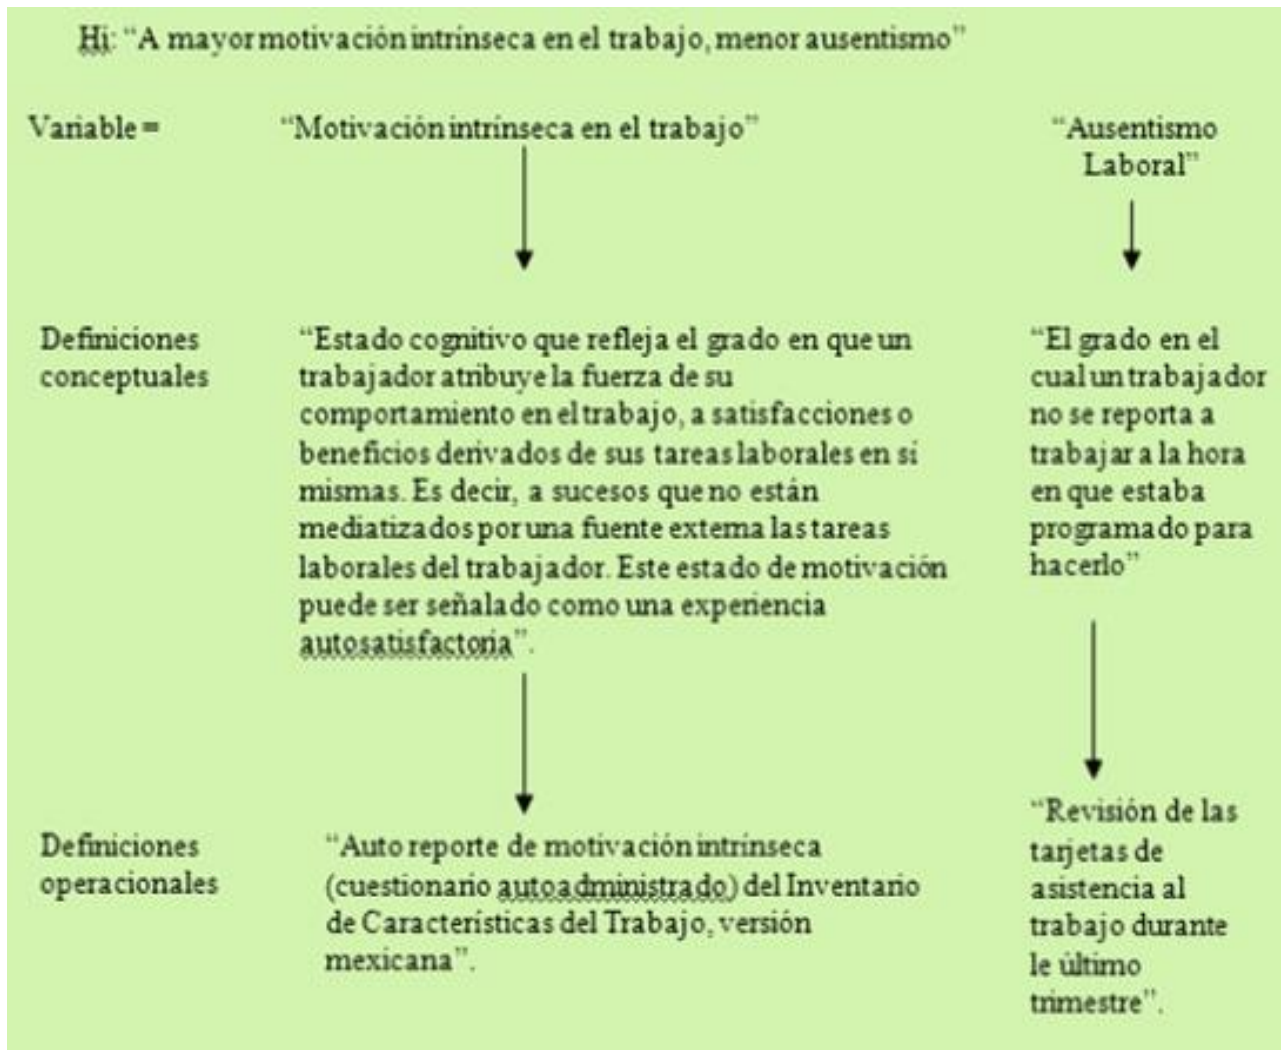 Hi: “A mayor motivación intrínseca en el trabajo, menor ausentismo”
Variable = “Motivación intrínseca en el trabajo” “Ausentismo
Laboral”
Definiciones
conceptuales
“Estado cognitivo que refleja el grado en que un
trabajador atribuye la fuerza de su
comportamiento en el trabajo, a satisfacciones o
beneficios derivados de sus tareas laborales en sí
mismas. Es decir, a sucesos que no están
mediatizados por una fuente externa las tareas
laborales del trabajador. Este estado de motivación
puede ser señalado como una experiencia
autosatisfactoria”.
“El grado en el
cual un trabajador
no se reporta a
trabajar a la hora
en que estaba
programado para
hacerlo”
Definiciones
operacionales
“Auto reporte de motivación intrínseca
(cuestionario autoadministrado) del Inventario
de Características del Trabajo, versión
mexicana”.
“Revisión de las
tarjetas de
asistencia al
trabajo durante
le último
trimestre”.